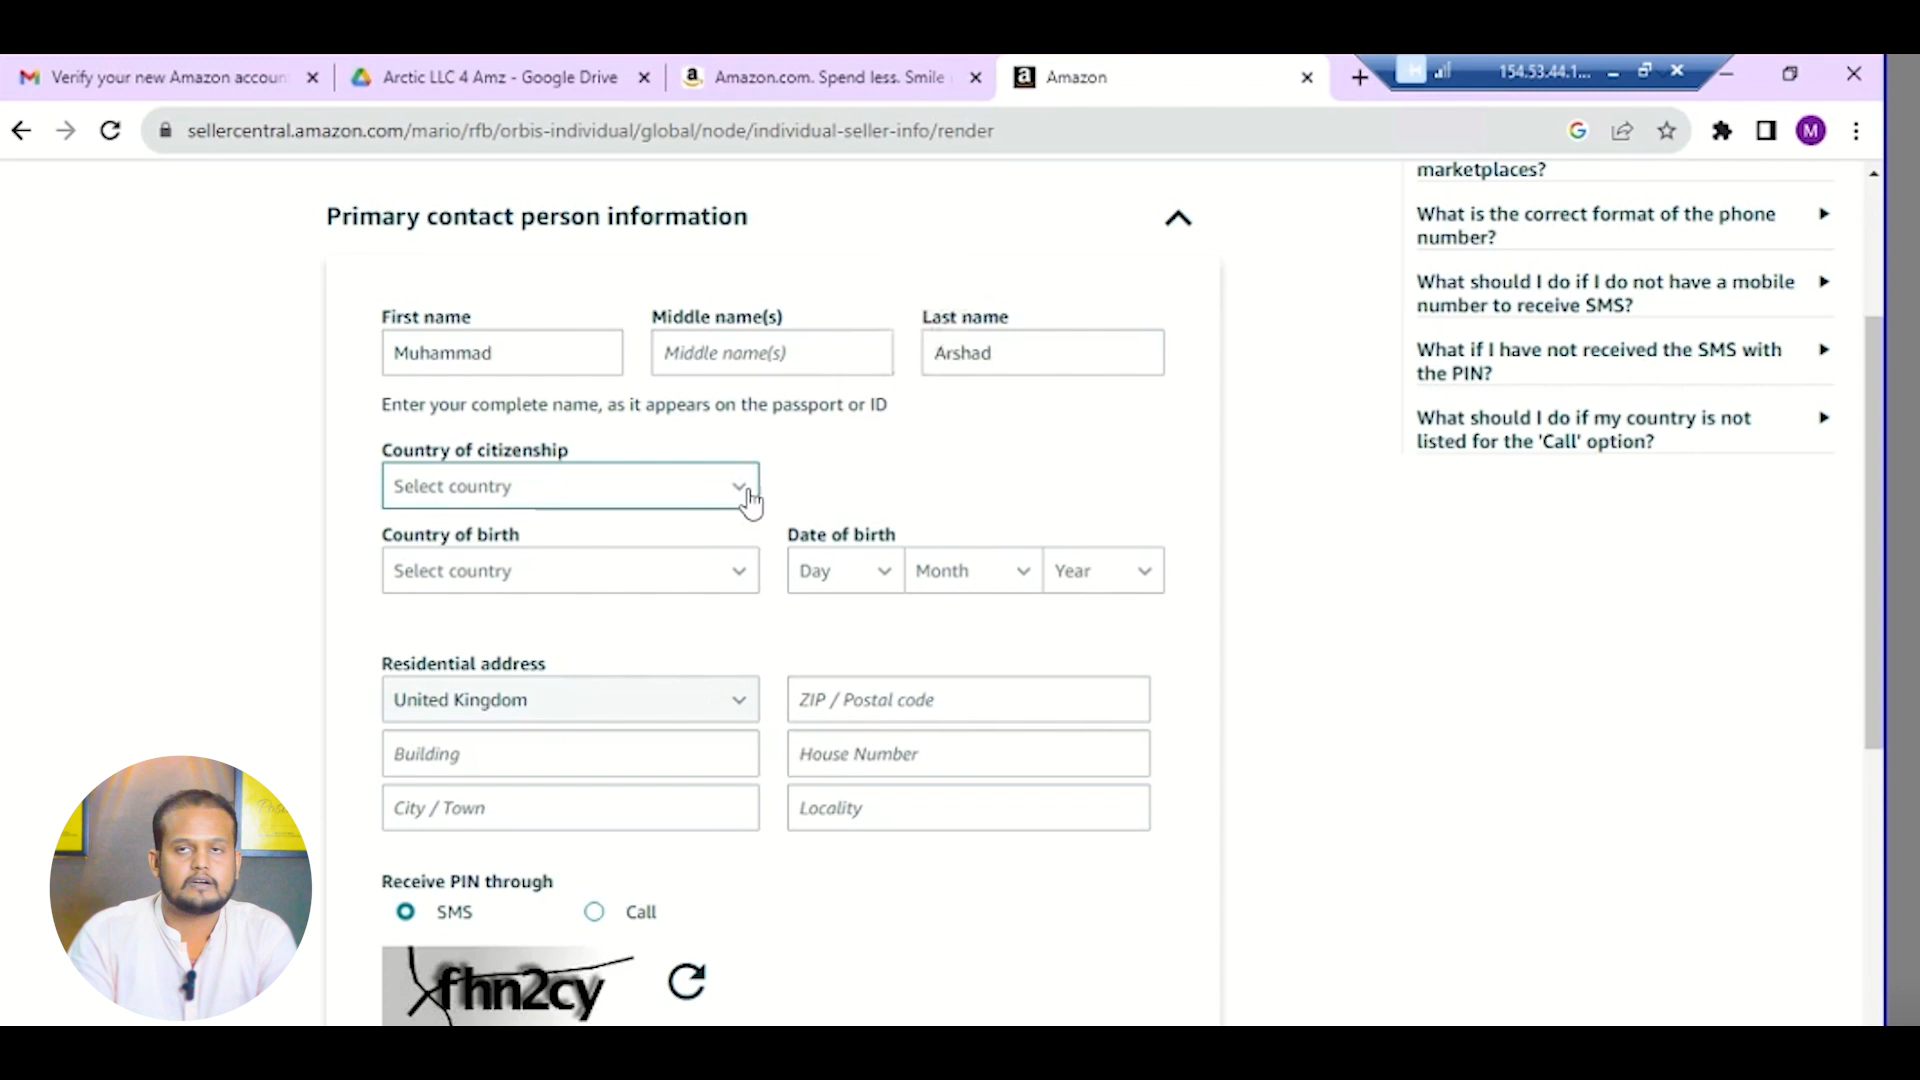 Verify your new Amazon accoun
Arctic LLC 4 Amz - Google Drive
Amazon.com. Spend less. Smile
Amazon
154.53.44.1...
sellercentral.amazon.com/mario/rfb/orbis-individual/global/node/individual-seller-info/render
M
marketplaces?
Primary contact person information
What is the correct format of the phone
number?
What should I do if I do not have a mobile
number to receive SMS?
What if I have not received the SMS with
the PIN?
What should I do if my country is not
listed for the 'Call' option?
First name
Middle name(s)
Last name
Muhammad
Middle name(s)
Arshad
Enter your complete name, as it appears on the passport or ID
Country of citizenship
Select country
Country of birth
Date of birth
Select country
Day
Month
Year
Residential address
United Kingdom
ZIP / Postal code
Building
House Number
City / Town
Locality
Receive PIN through
SMS
Call
fhn2cy